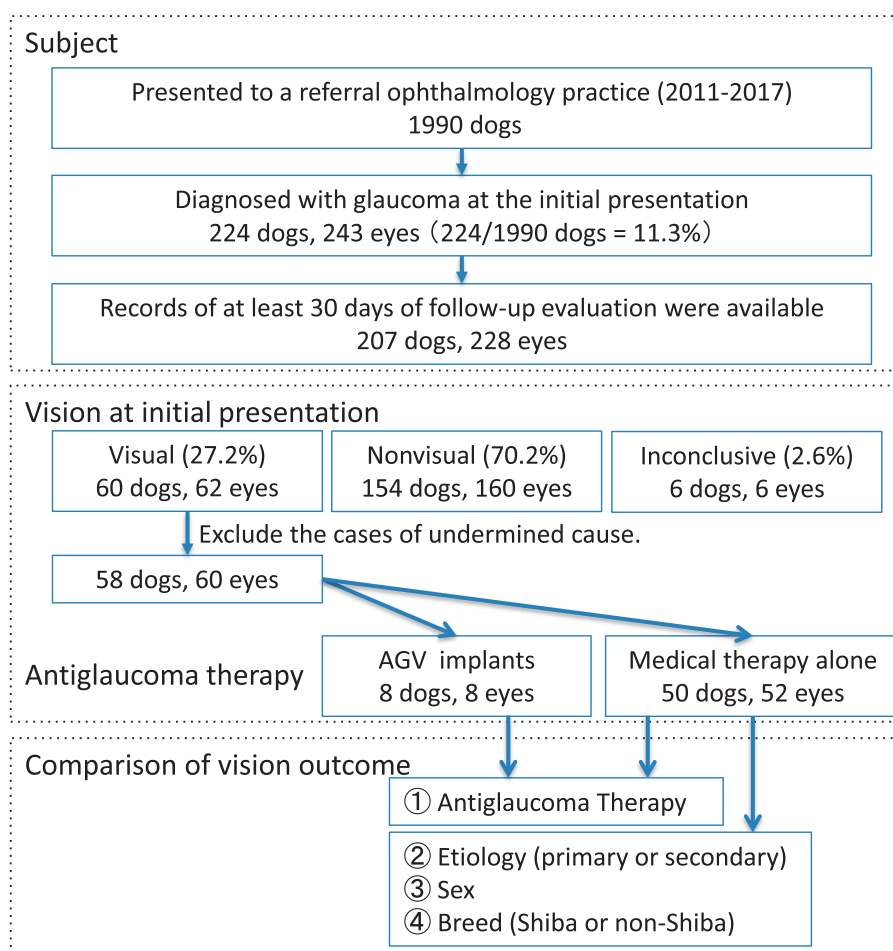 Subject
Presented to a referral ophthalmology practice (2011-2017)
1990 dogs
Diagnosed with glaucoma at the initial presentation
224 dogs, 243 eyes（224/1990 dogs = 11.3%）
Records of at least 30 days of follow-up evaluation were available
207 dogs, 228 eyes
Vision at initial presentation
Visual (27.2%)
60 dogs, 62 eyes
Nonvisual (70.2%)
154 dogs, 160 eyes
Inconclusive (2.6%)
6 dogs, 6 eyes
Exclude the cases of undermined cause.
58 dogs, 60 eyes
Antiglaucoma therapy
AGV implants
8 dogs, 8 eyes
Medical therapy alone
50 dogs, 52 eyes
Comparison of vision outcome
① Antiglaucoma Therapy
② Etiology (primary or secondary)
③ Sex
④ Breed (Shiba or non-Shiba)